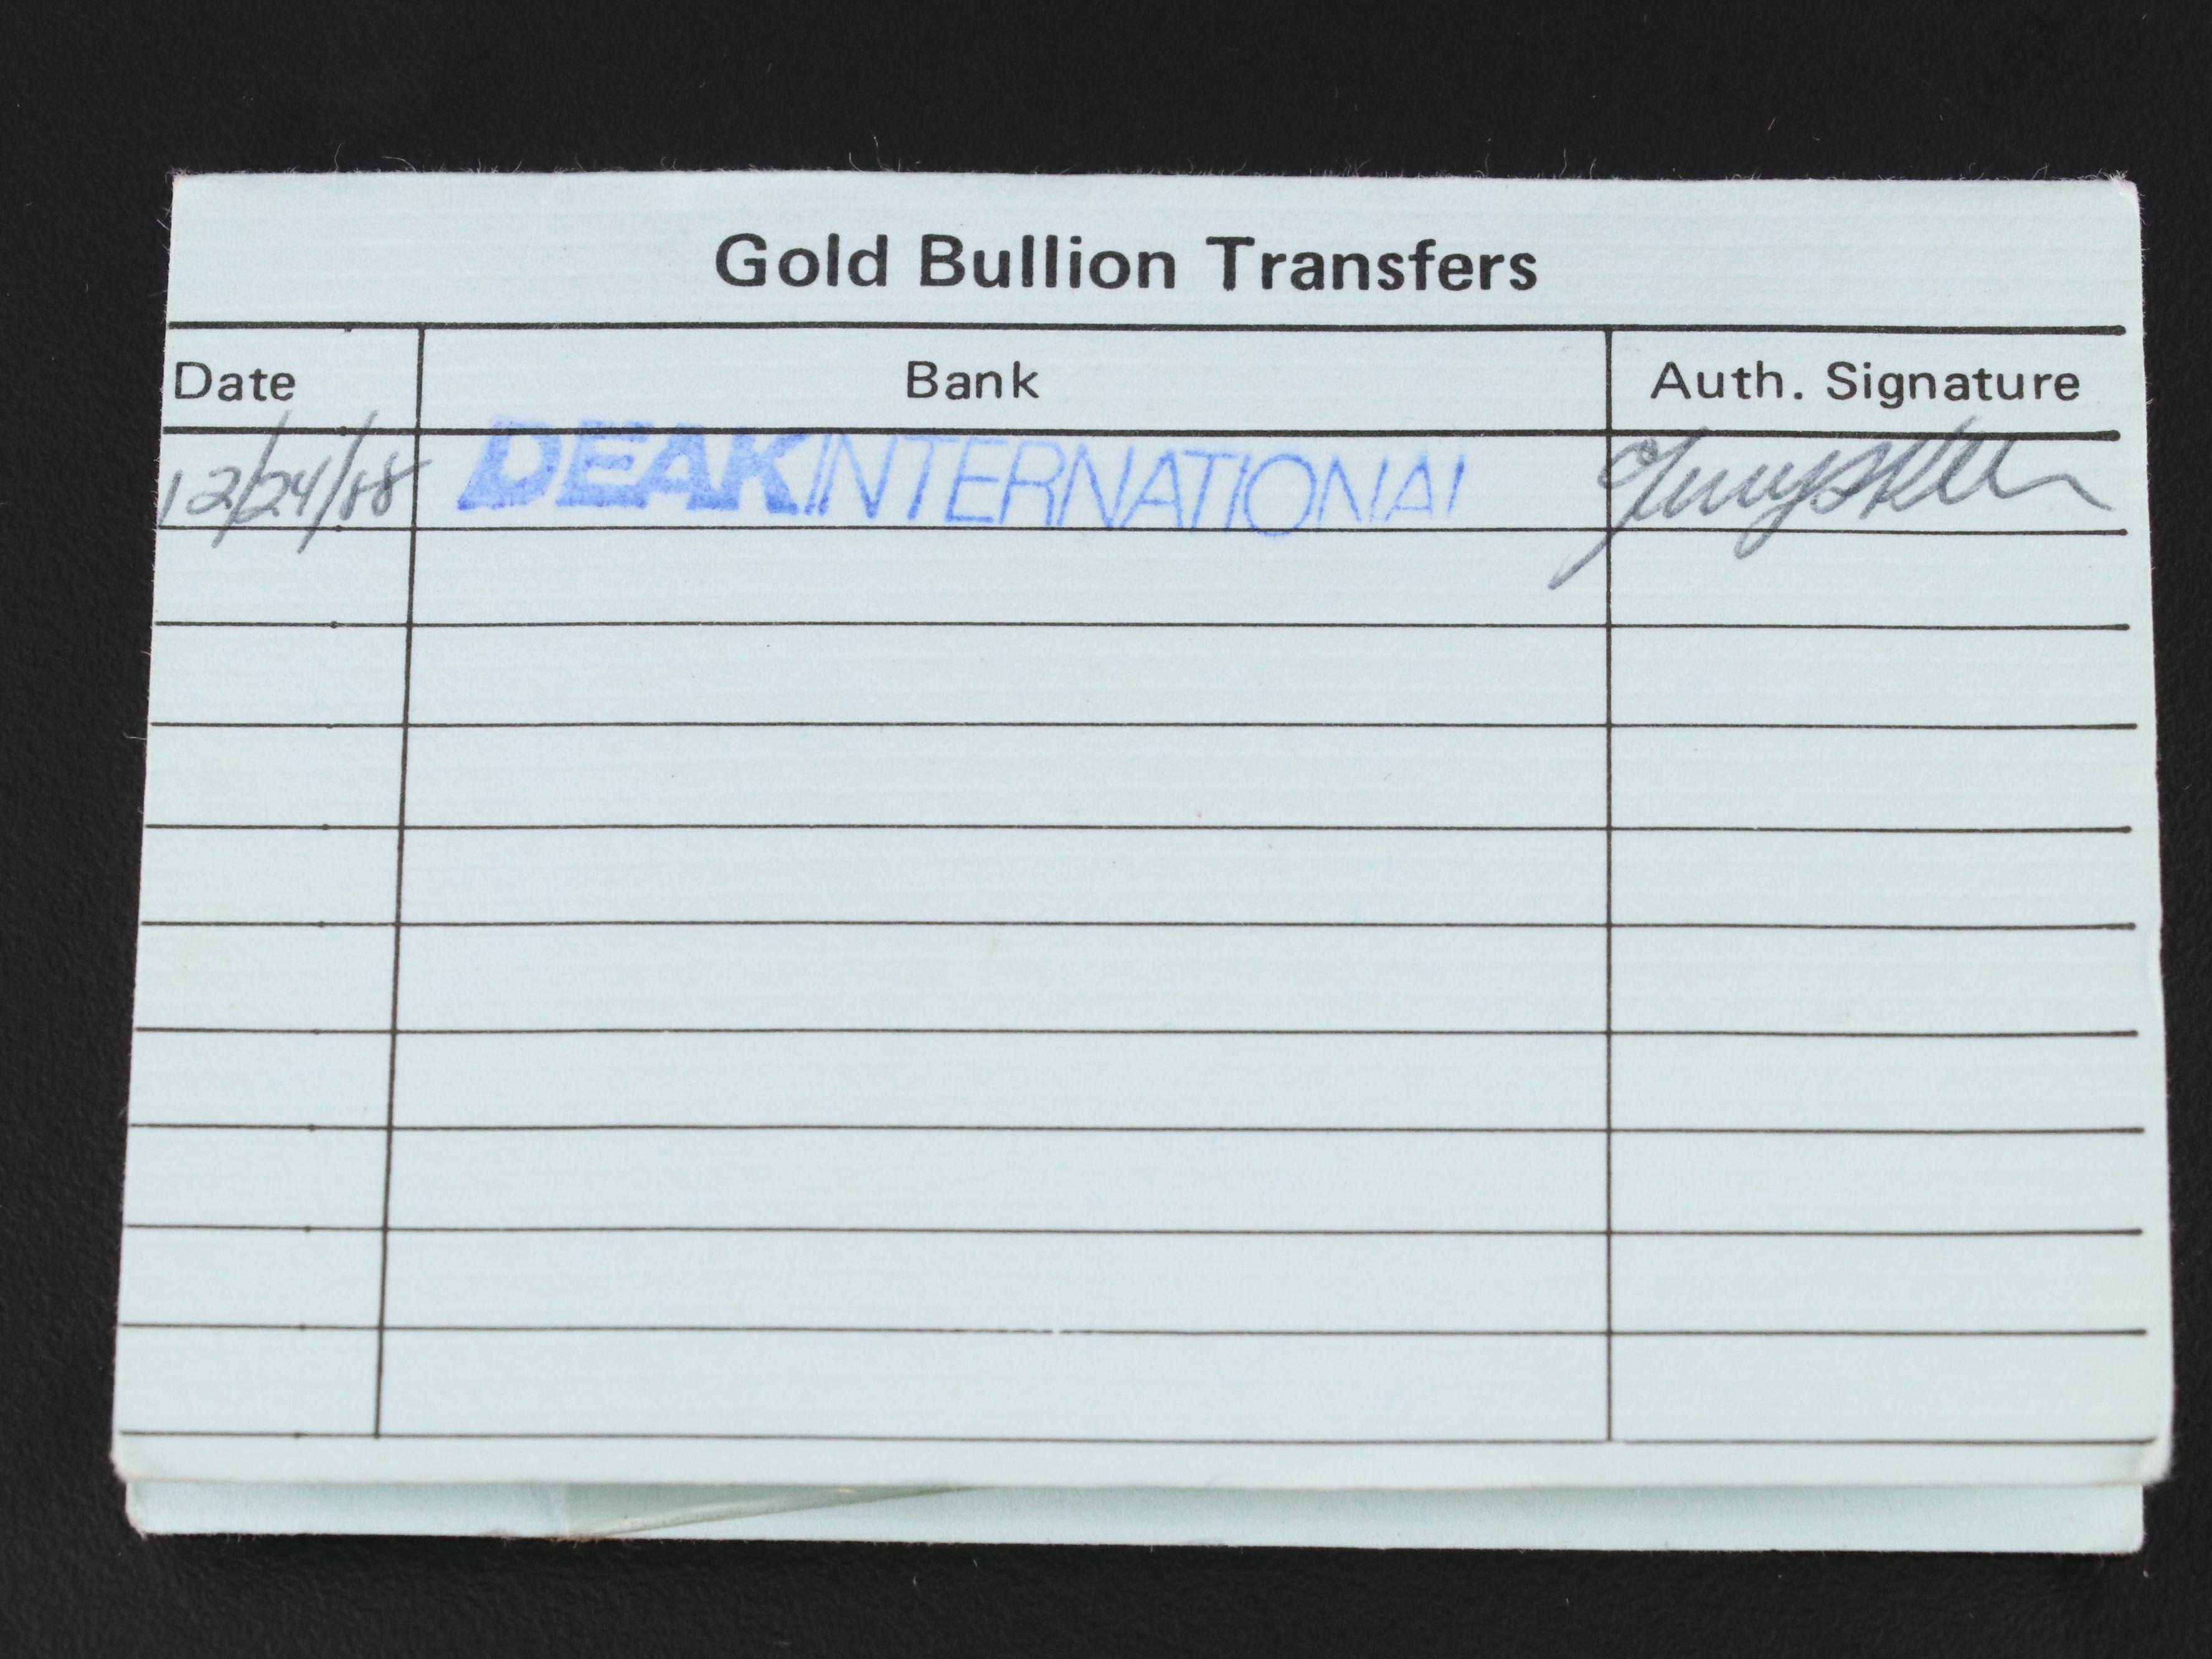 Gold Bullion Transfers
Date Bank Auth. Signature
12/24/88 DEAKINTERNATIONAL